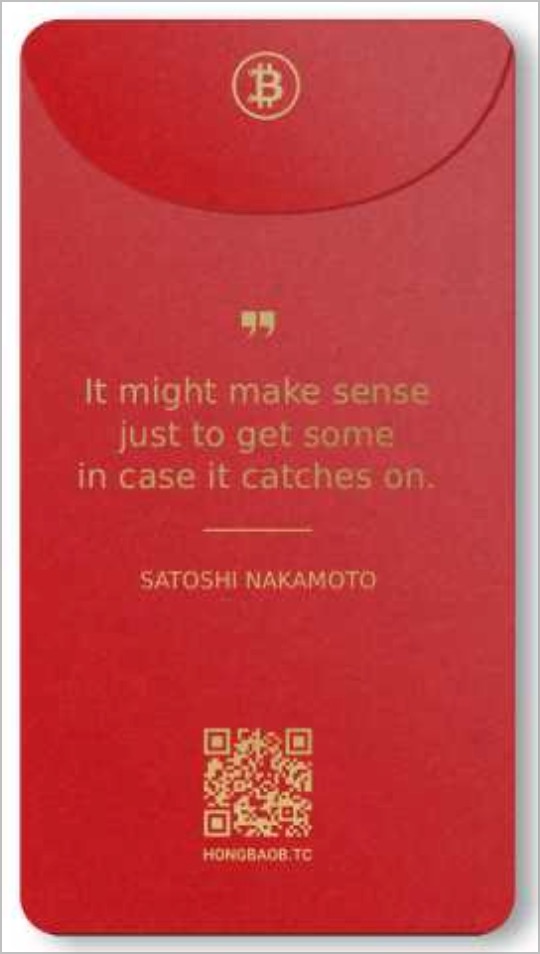 ”
It might make sense
just to get some
in case it catches on.
SATOSHI NAKAMOTO
HONGBAOB.TC